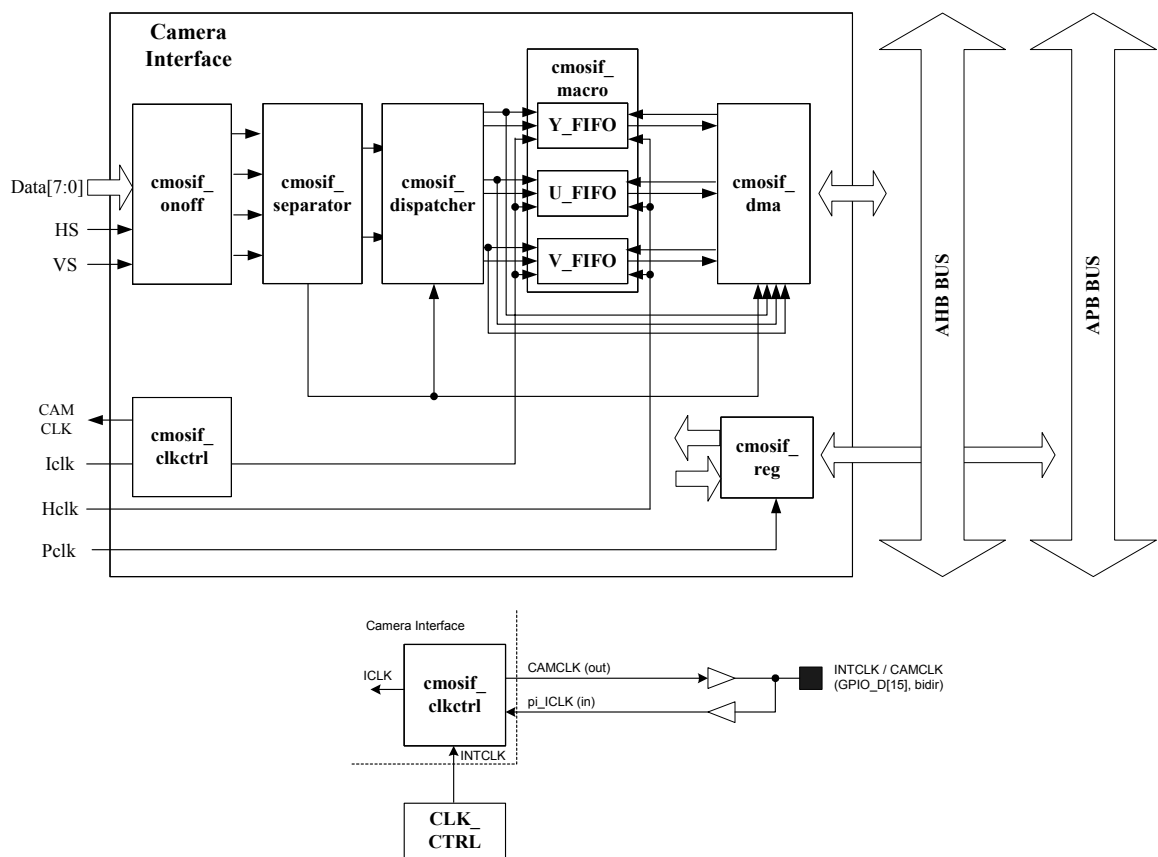 Camera
Interface
cmosif_
macro
Y_FIFO
U_FIFO
V_FIFO
cmosif_
onoff
cmosif_
separator
cmosif_
dispatcher
cmosif_
dma
Data[7:0]
HS
VS
CAM
CLK
Iclk
Hclk
Pclk
cmosif_
clkctrl
cmosif_
reg
AHB BUS
APB BUS
Camera Interface
ICLK
cmosif_
clkctrl
CAMCLK (out)
pi_ICLK (in)
INTCLK / CAMCLK
(GPIO_D[15], bidir)
INTCLK
CLK_
CTRL